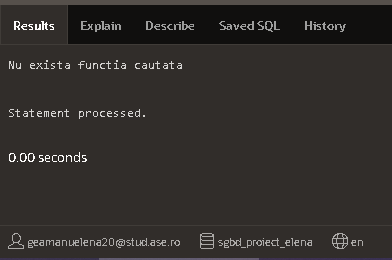 Results Explain Describe Saved SQL History
Nu exista functia cautata
Statement processed.
0.00 seconds
geamanuelena20@stud.ase.ro sgbd_proiect_elena en